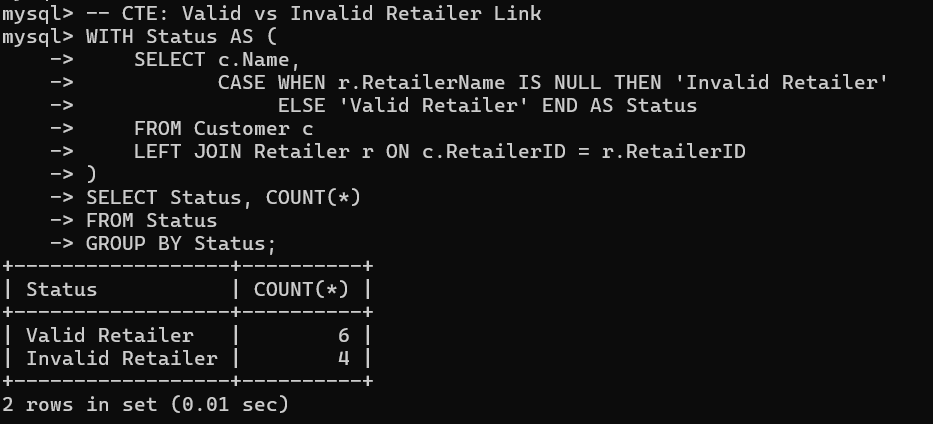 mysql> -- CTE: Valid vs Invalid Retailer Link
mysql> WITH Status AS (
    ->     SELECT c.Name,
    ->            CASE WHEN r.RetailerName IS NULL THEN 'Invalid Retailer'
    ->                 ELSE 'Valid Retailer' END AS Status
    ->     FROM Customer c
    ->     LEFT JOIN Retailer r ON c.RetailerID = r.RetailerID
    -> )
    -> SELECT Status, COUNT(*)
    -> FROM Status
    -> GROUP BY Status;
+------------------+----------+
| Status           | COUNT(*) |
+------------------+----------+
| Valid Retailer   |        6 |
| Invalid Retailer |        4 |
+------------------+----------+
2 rows in set (0.01 sec)